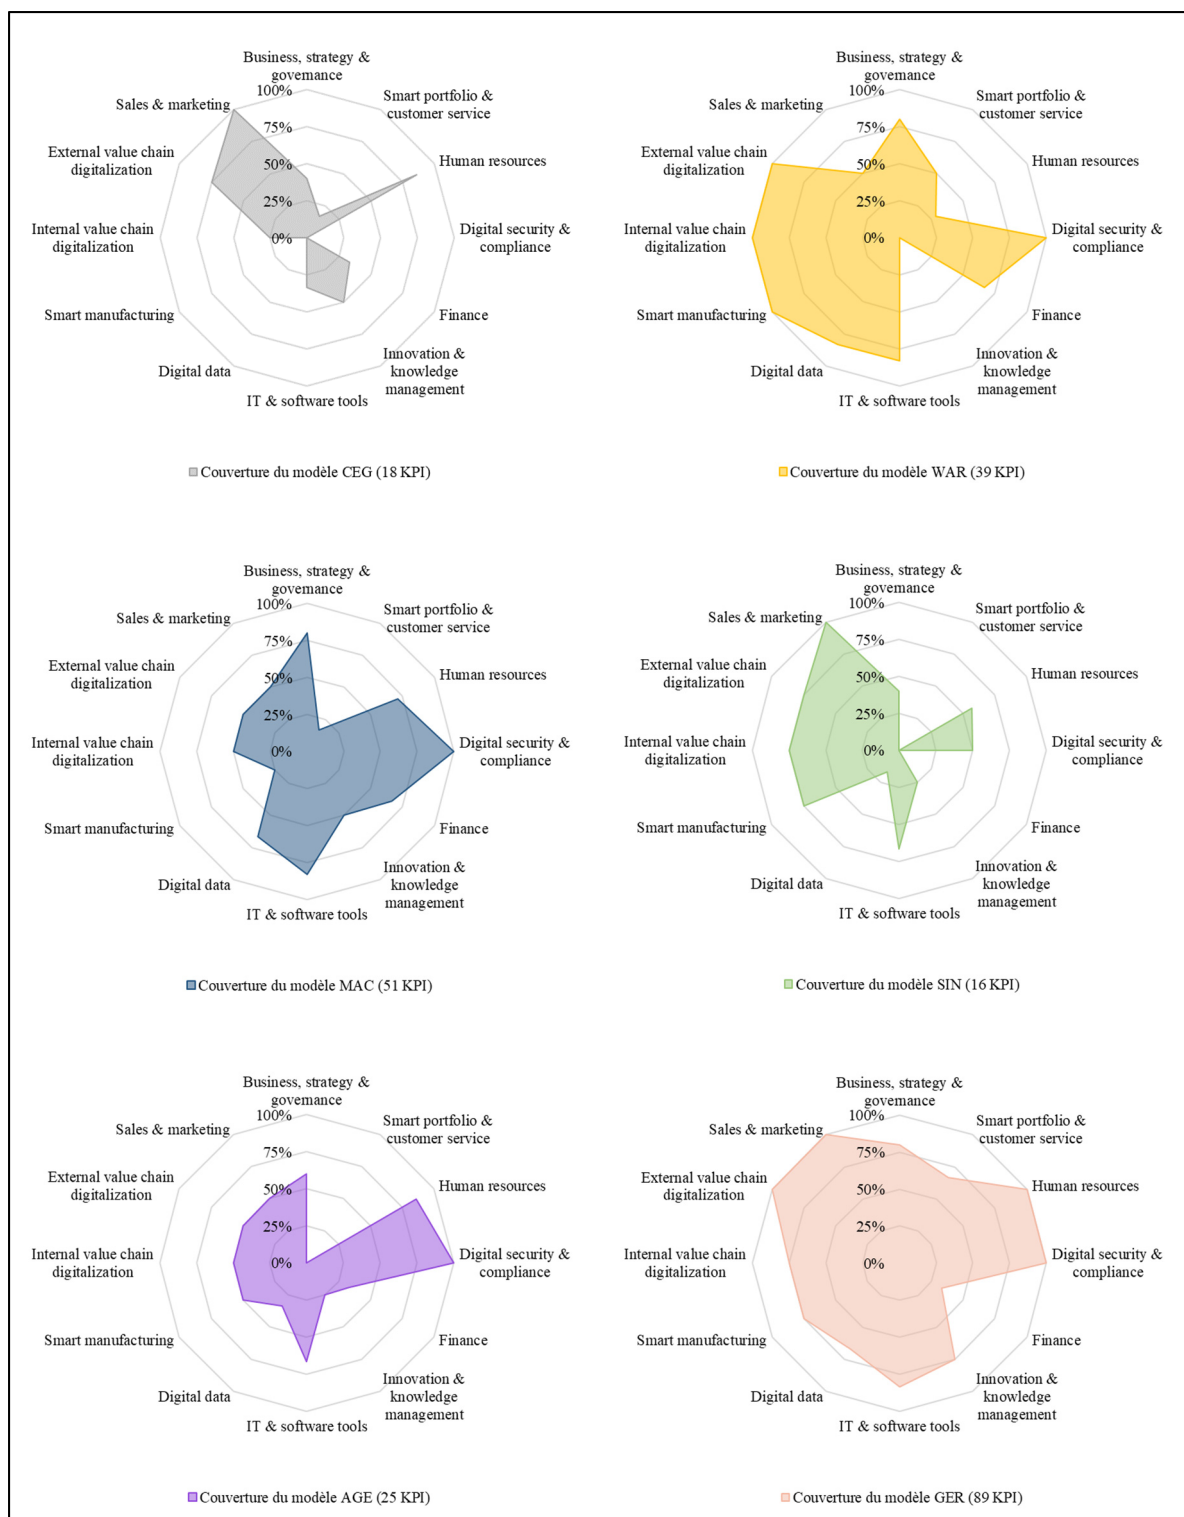 Business, strategy &
governance
100%
Smart portfolio &
customer service
Sales & marketing
75%
External value chain
digitalization
50%
Human resources
25%
Internal value chain
digitalization
0%
Digital security &
compliance
Smart manufacturing
Finance
Digital data
Innovation &
knowledge
management
IT & software tools
Couverture du modèle CEG (18 KPI)
Business, strategy &
governance
100%
Smart portfolio &
customer service
Sales & marketing
75%
External value chain
digitalization
50%
Human resources
25%
Internal value chain
digitalization
0%
Digital security &
compliance
Smart manufacturing
Finance
Digital data
Innovation &
knowledge
management
IT & software tools
Couverture du modèle WAR (39 KPI)
Business, strategy &
governance
100%
Smart portfolio &
customer service
Sales & marketing
75%
External value chain
digitalization
50%
Human resources
25%
Internal value chain
digitalization
0%
Digital security &
compliance
Smart manufacturing
Finance
Digital data
Innovation &
knowledge
management
IT & software tools
Couverture du modèle MAC (51 KPI)
Business, strategy &
governance
100%
Smart portfolio &
customer service
Sales & marketing
75%
External value chain
digitalization
50%
Human resources
25%
Internal value chain
digitalization
0%
Digital security &
compliance
Smart manufacturing
Finance
Digital data
Innovation &
knowledge
management
IT & software tools
Couverture du modèle SIN (16 KPI)
Business, strategy &
governance
100%
Smart portfolio &
customer service
Sales & marketing
75%
External value chain
digitalization
50%
Human resources
25%
Internal value chain
digitalization
0%
Digital security &
compliance
Smart manufacturing
Finance
Digital data
Innovation &
knowledge
management
IT & software tools
Couverture du modèle AGE (25 KPI)
Business, strategy &
governance
100%
Smart portfolio &
customer service
Sales & marketing
75%
External value chain
digitalization
50%
Human resources
25%
Internal value chain
digitalization
0%
Digital security &
compliance
Smart manufacturing
Finance
Digital data
Innovation &
knowledge
management
IT & software tools
Couverture du modèle GER (89 KPI)